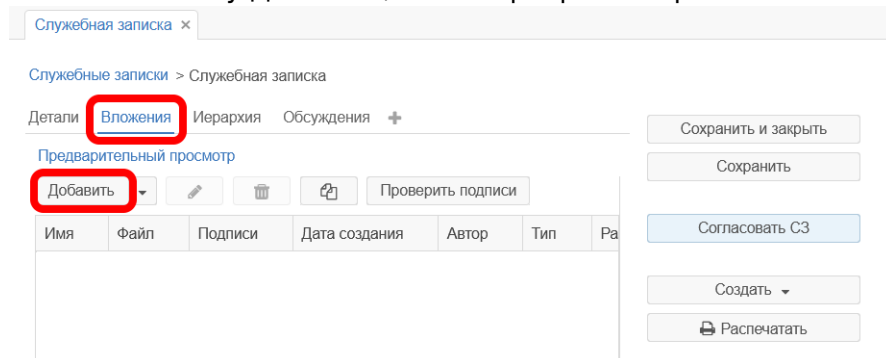 Служебная записка ×
Служебные записки > Служебная записка
Детали Вложения Иерархия Обсуждения +
Предварительный просмотр
Добавить Проверить подписи
Имя Файл Подписи Дата создания Автор Тип Ра
Сохранить и закрыть
Сохранить
Согласовать СЗ
Создать
Распечатать